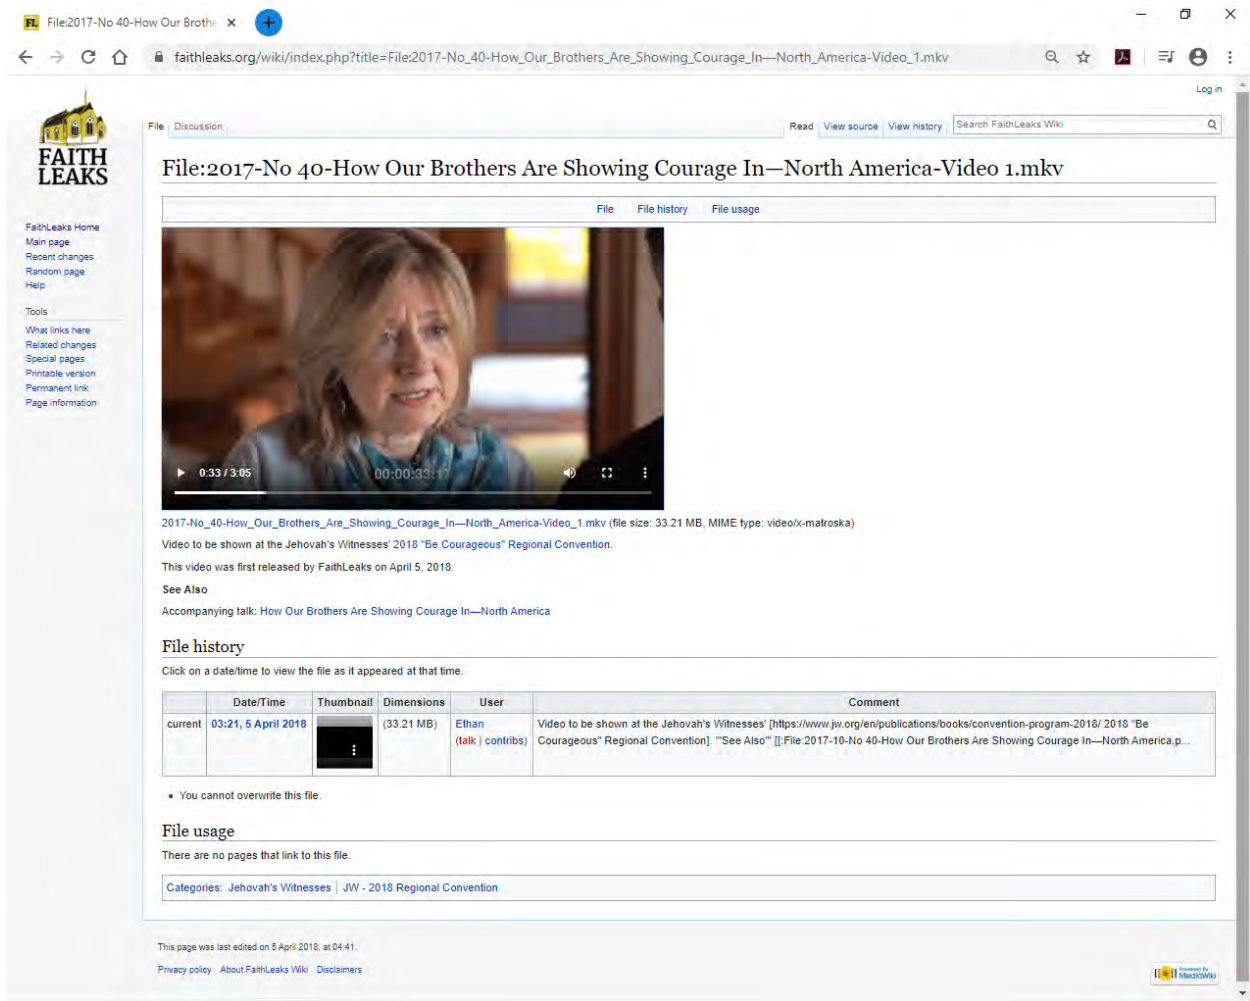 FL File:2017-No 40-How Our Brothe
faithleaks.org/wiki/index.php?title=File:2017-No_40-How_Our_Brothers_Are_Showing_Courage_In—North_America-Video_1.mkv
Log in
FAITH
LEAKS
File Discussion
Read View source View history Search FaithLeaks Wiki
File:2017-No 40-How Our Brothers Are Showing Courage In—North America-Video 1.mkv
File File history File usage
FaithLeaks Home
Main page
Recent changes
Random page
Help
Tools
What links here
Related changes
Special pages
Printable version
Permanent link
Page information
0:33 / 3:05
00:00:33:17
2017-No_40-How_Our_Brothers_Are_Showing_Courage_In—North_America-Video_1.mkv (file size: 33.21 MB, MIME type: video/x-matroska)
Video to be shown at the Jehovah's Witnesses' 2018 "Be Courageous" Regional Convention.
This video was first released by FaithLeaks on April 5, 2018.
See Also
Accompanying talk: How Our Brothers Are Showing Courage In—North America
File history
Click on a date/time to view the file as it appeared at that time.
Date/Time Thumbnail Dimensions User Comment
current 03:21, 5 April 2018 (33.21 MB) Ethan Video to be shown at the Jehovah's Witnesses' [https://www.jw.org/en/publications/books/convention-program-2018/ 2018 "Be
(talk | contribs) Courageous" Regional Convention]. '''See Also''' [[:File:2017-10-No 40-How Our Brothers Are Showing Courage In—North America.p...
• You cannot overwrite this file.
File usage
There are no pages that link to this file.
Categories: Jehovah's Witnesses | JW - 2018 Regional Convention
This page was last edited on 5 April 2018, at 04:41.
Privacy policy About FaithLeaks Wiki Disclaimers
Powered By
MediaWiki